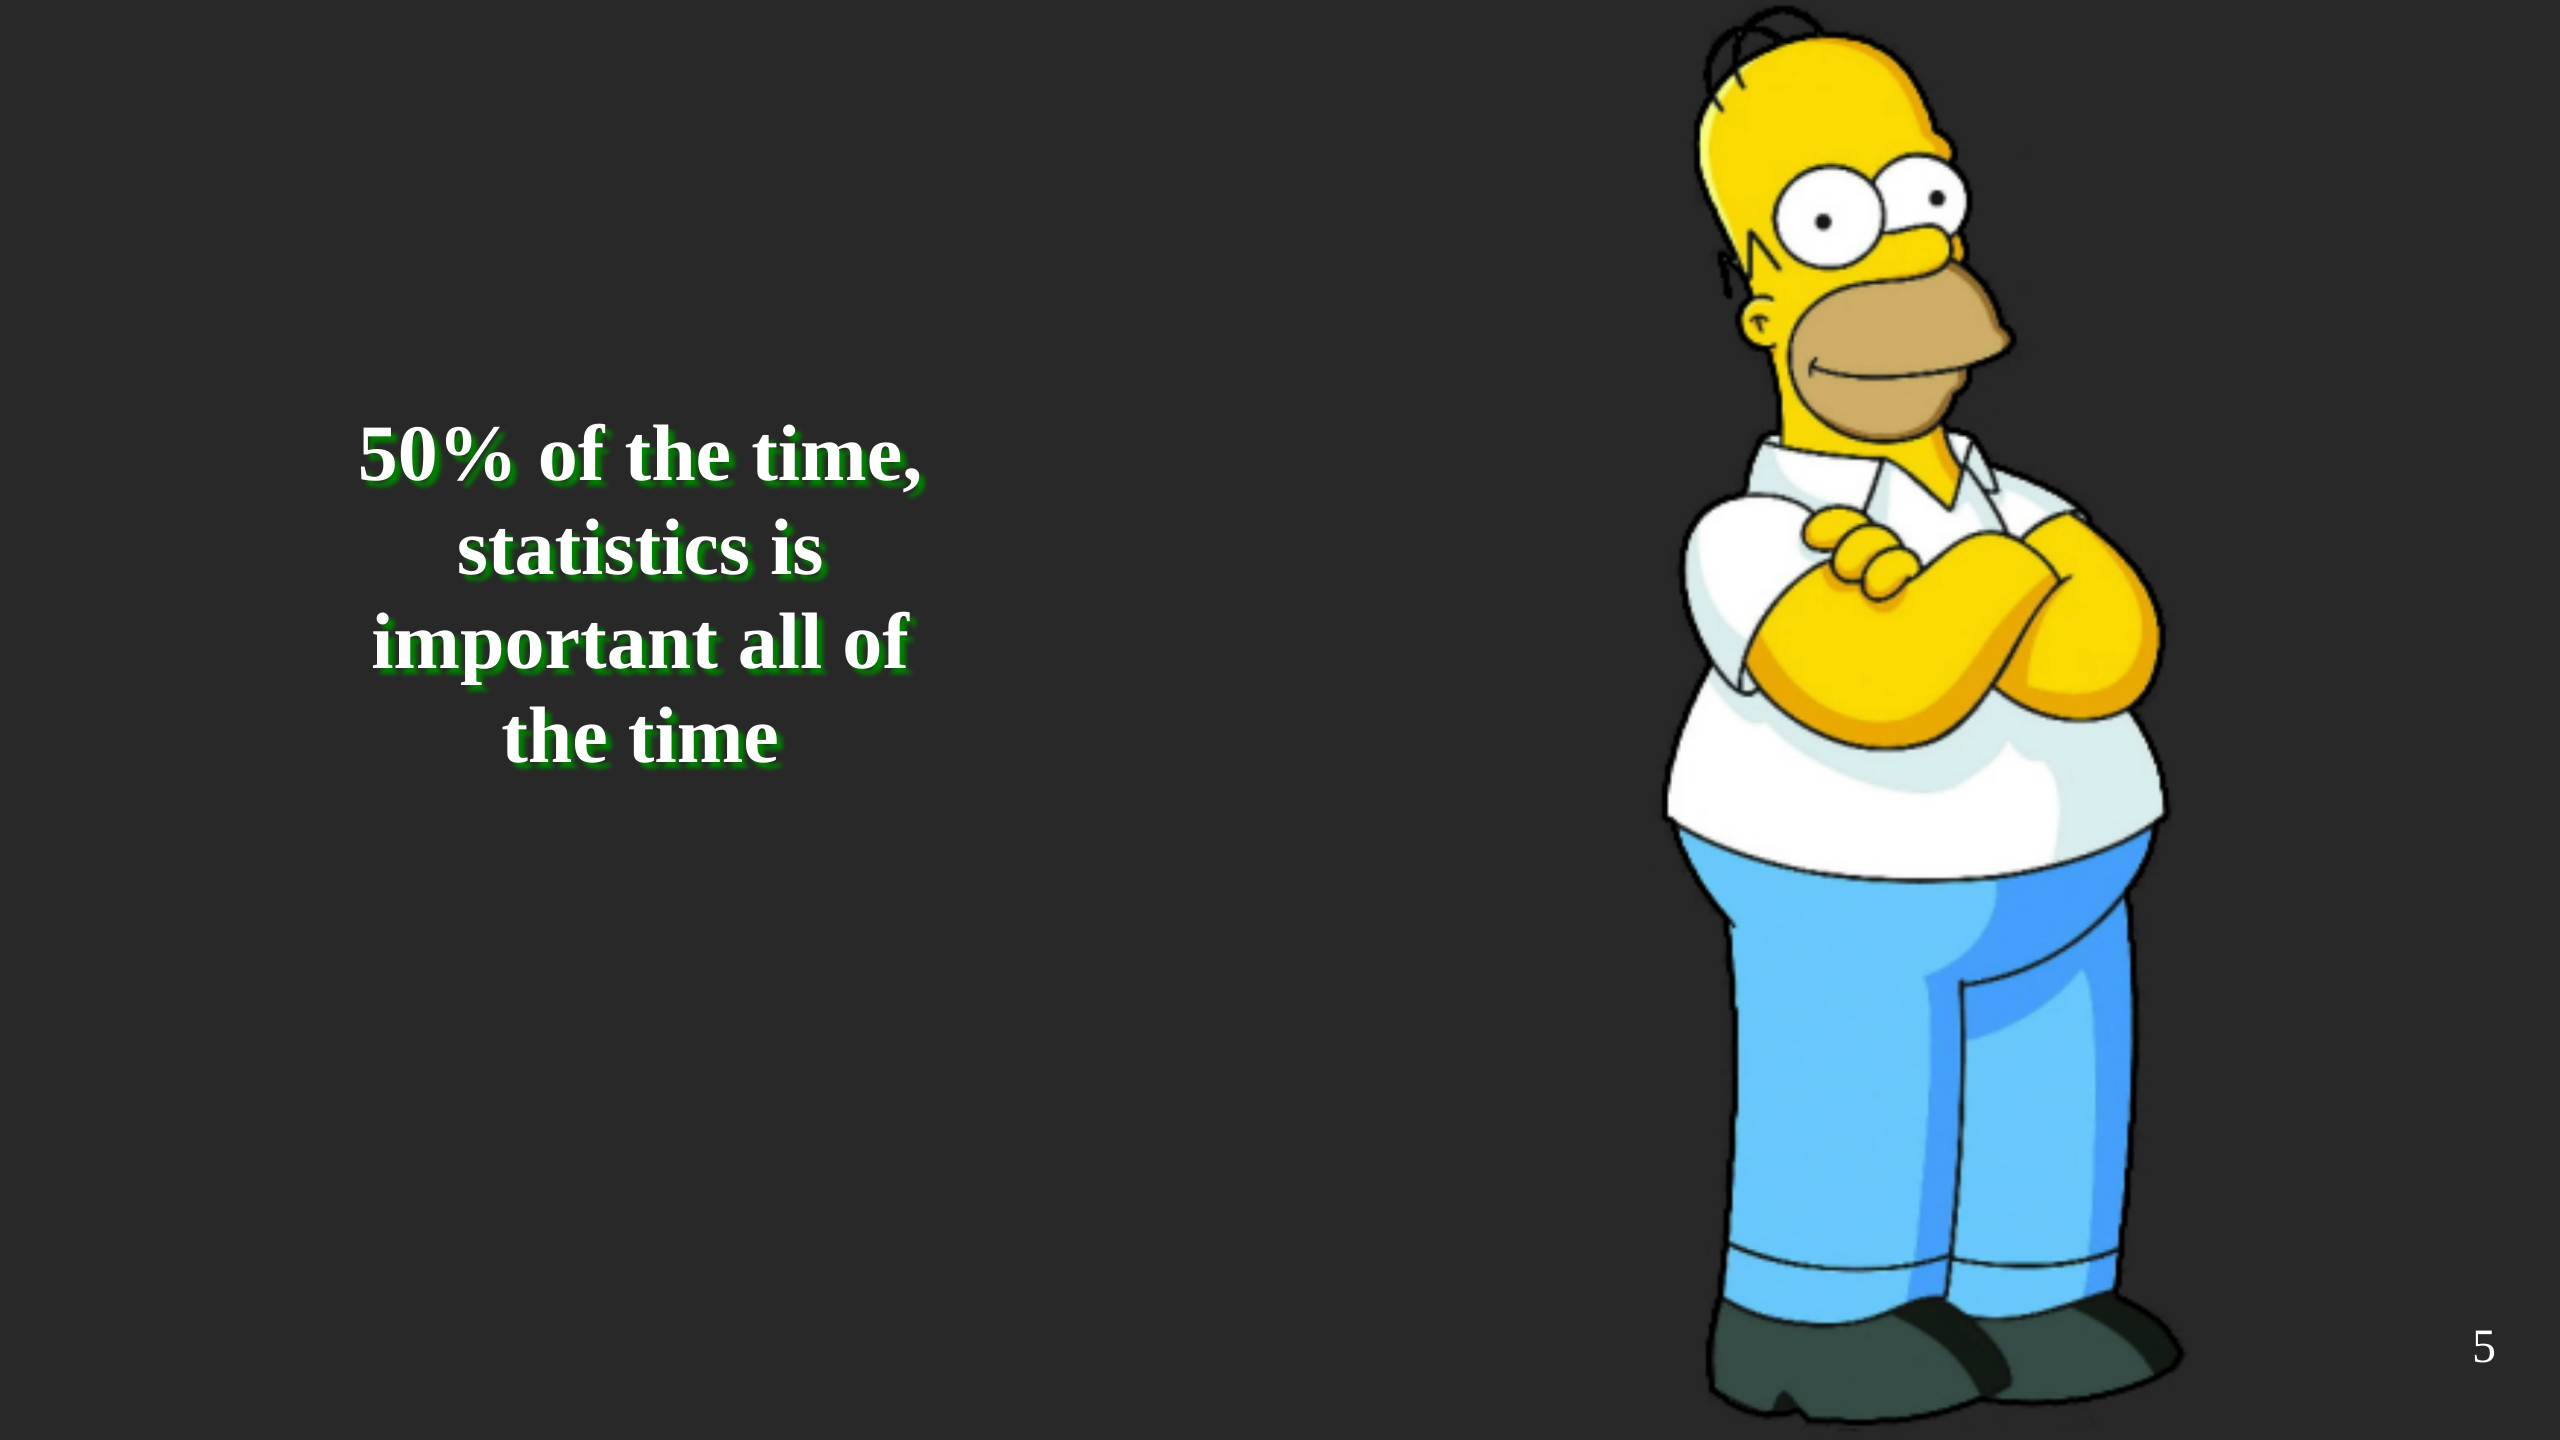 50% of the time,
statistics is
important all of
the time
5